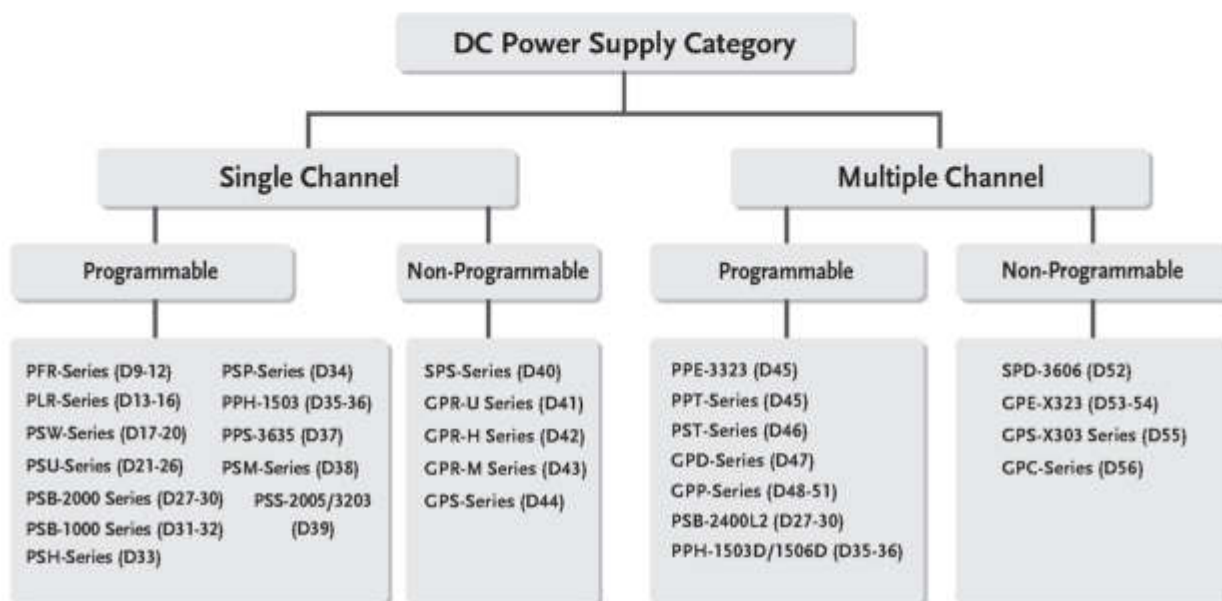 DC Power Supply Category
Single Channel
Multiple Channel
Programmable
Non-Programmable
Programmable
Non-Programmable
PFR-Series (D9-12)
PLR-Series (D13-16)
PSW-Series (D17-20)
PSU-Series (D21-26)
PSB-2000 Series (D27-30)
PSB-1000 Series (D31-32)
PSH-Series (D33)
PSP-Series (D34)
PPH-1503 (D35-36)
PPS-3635 (D37)
PSM-Series (D38)
PSS-2005/3203
(D39)
SPS-Series (D40)
GPR-U Series (D41)
GPR-H Series (D42)
GPR-M Series (D43)
GPS-Series (D44)
PPE-3323 (D45)
PPT-Series (D45)
PST-Series (D46)
GPD-Series (D47)
GPP-Series (D48-51)
PSB-2400L2 (D27-30)
PPH-1503D/1506D (D35-36)
SPD-3606 (D52)
GPE-X323 (D53-54)
GPS-X303 Series (D55)
GPC-Series (D56)